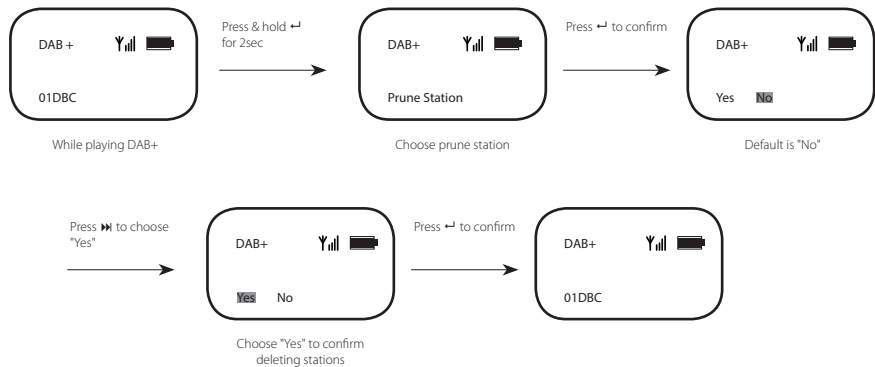 DAB +
01DBC
While playing DAB+
Press & hold ↵
for 2sec
DAB+
Prune Station
Choose prune station
Press ↵ to confirm
DAB+
Yes No
Default is "No"
Press ⏭ to choose
"Yes"
DAB+
Yes No
Choose "Yes" to confirm
deleting stations
Press ↵ to confirm
DAB+
01DBC